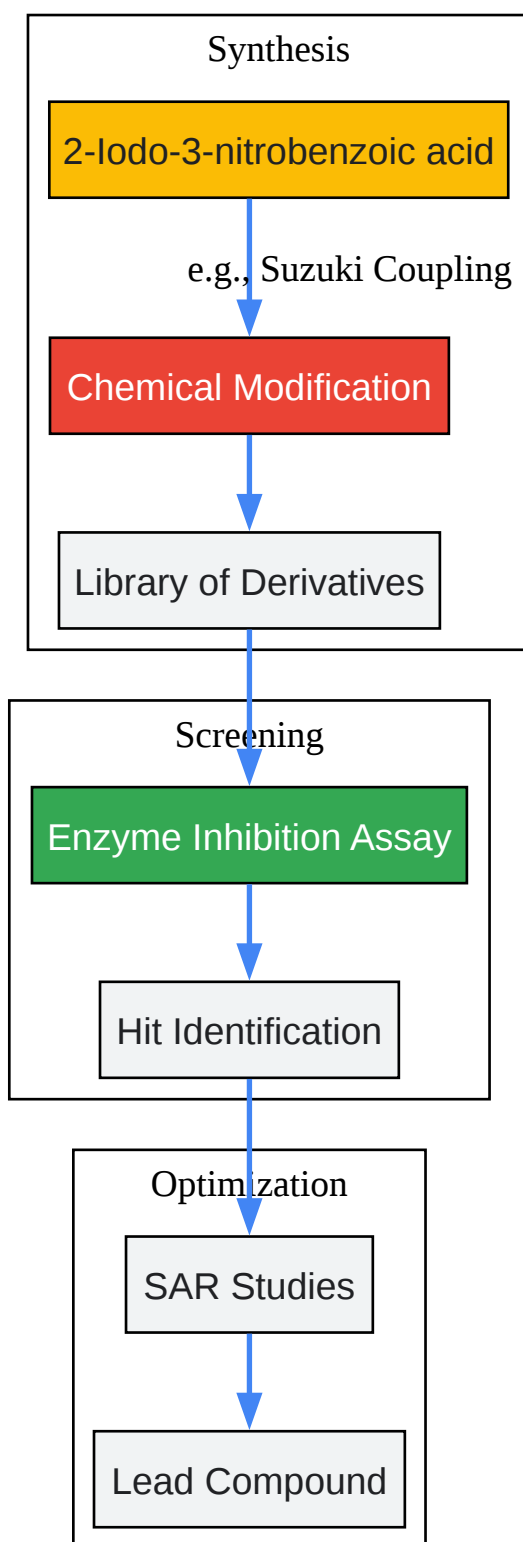 Synthesis
2-Iodo-3-nitrobenzoic acid
e.g., Suzuki Coupling
Chemical Modification
Library of Derivatives
Screening
Enzyme Inhibition Assay
Hit Identification
Optimization
SAR Studies
Lead Compound